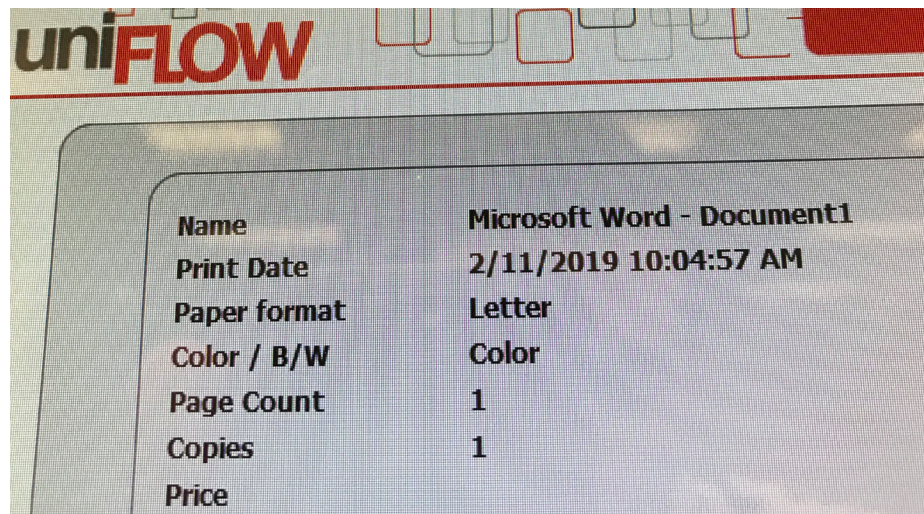 uniFLOW
Name Microsoft Word - Document1
Print Date 2/11/2019 10:04:57 AM
Paper format Letter
Color / B/W Color
Page Count 1
Copies 1
Price